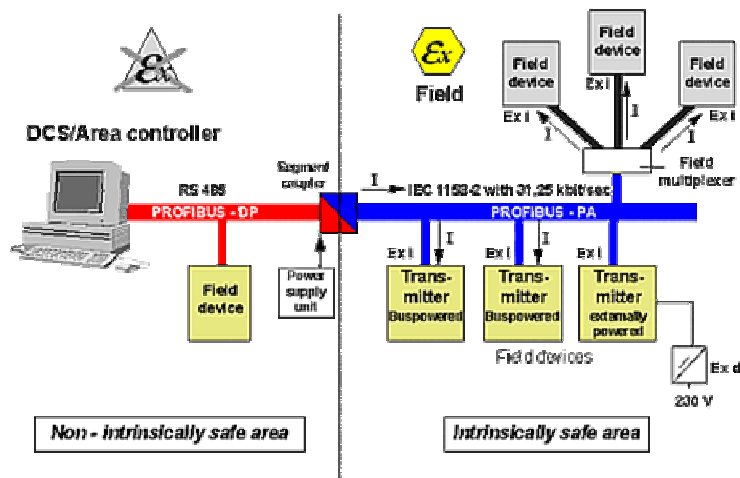 Ex
DCS/Area controller
RS 485
PROFIBUS - DP
Segment
coupler
Field
device
Power
supply
unit
Non - intrinsically safe area
Ex
Field
Field
device
Field
device
Field
device
Ex i
Ex i
Ex i
I
I
I
Field
multiplexer
I
IEC 1158-2 with 31,25 kbit/sec.
PROFIBUS - PA
Ex i
I
Ex i
I
Ex i
Trans-
mitter
Buspowered
Trans-
mitter
Buspowered
Trans-
mitter
externally
powered
Field devices
Ex d
230 V
Intrinsically safe area